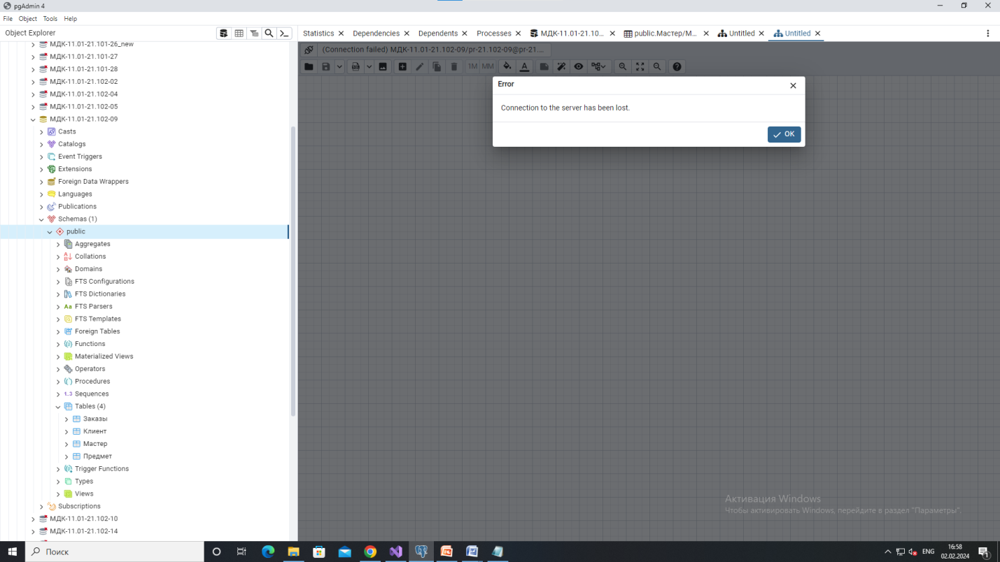 pgAdmin 4
File Object Tools Help
Object Explorer
Statistics Dependencies Dependents Processes МДК-11.01-21.10... public.Мастер/М... Untitled Untitled
(Connection failed) МДК-11.01-21.102-09/pr-21.102-09@pr-21....
1M MM
Error
Connection to the server has been lost.
OK
МДК-11.01-21.101-26_new
МДК-11.01-21.101-27
МДК-11.01-21.101-28
МДК-11.01-21.102-02
МДК-11.01-21.102-04
МДК-11.01-21.102-05
МДК-11.01-21.102-09
Casts
Catalogs
Event Triggers
Extensions
Foreign Data Wrappers
Languages
Publications
Schemas (1)
public
Aggregates
Collations
Domains
FTS Configurations
FTS Dictionaries
FTS Parsers
FTS Templates
Foreign Tables
Functions
Materialized Views
Operators
Procedures
1..3 Sequences
Tables (4)
Заказы
Клиент
Мастер
Предмет
Trigger Functions
Types
Views
Subscriptions
МДК-11.01-21.102-10
МДК-11.01-21.102-14
Активация Windows
Чтобы активировать Windows, перейдите в раздел "Параметры".
Поиск
ENG
16:58
02.02.2024
1